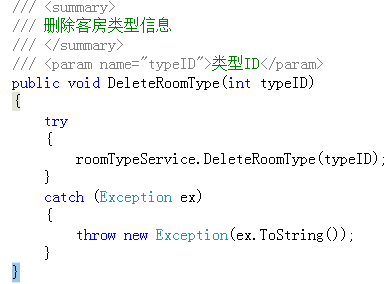 /// <summary>
/// 删除客房类型信息
/// </summary>
/// <param name="typeID">类型ID</param>
public void DeleteRoomType(int typeID)
{
try
{
roomTypeService.DeleteRoomType(typeID);
}
catch (Exception ex)
{
throw new Exception(ex.ToString());
}
}